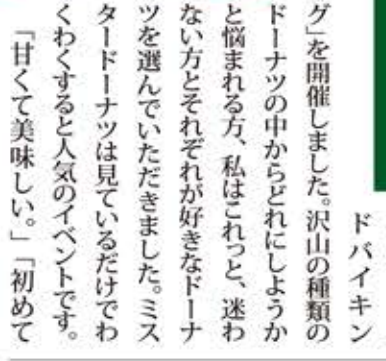 ドバイキン
グ」を開催しました。沢山の種類の
ドーナツの中からどれにしようか
と悩まれる方、私はこれっと、迷わ
ない方とそれぞれが好きなドーナ
ツを選んでいただきました。ミス
タードーナツは見ているだけでわ
くわくすると人気のイベントです。
「甘くて美味しい。」「初めて